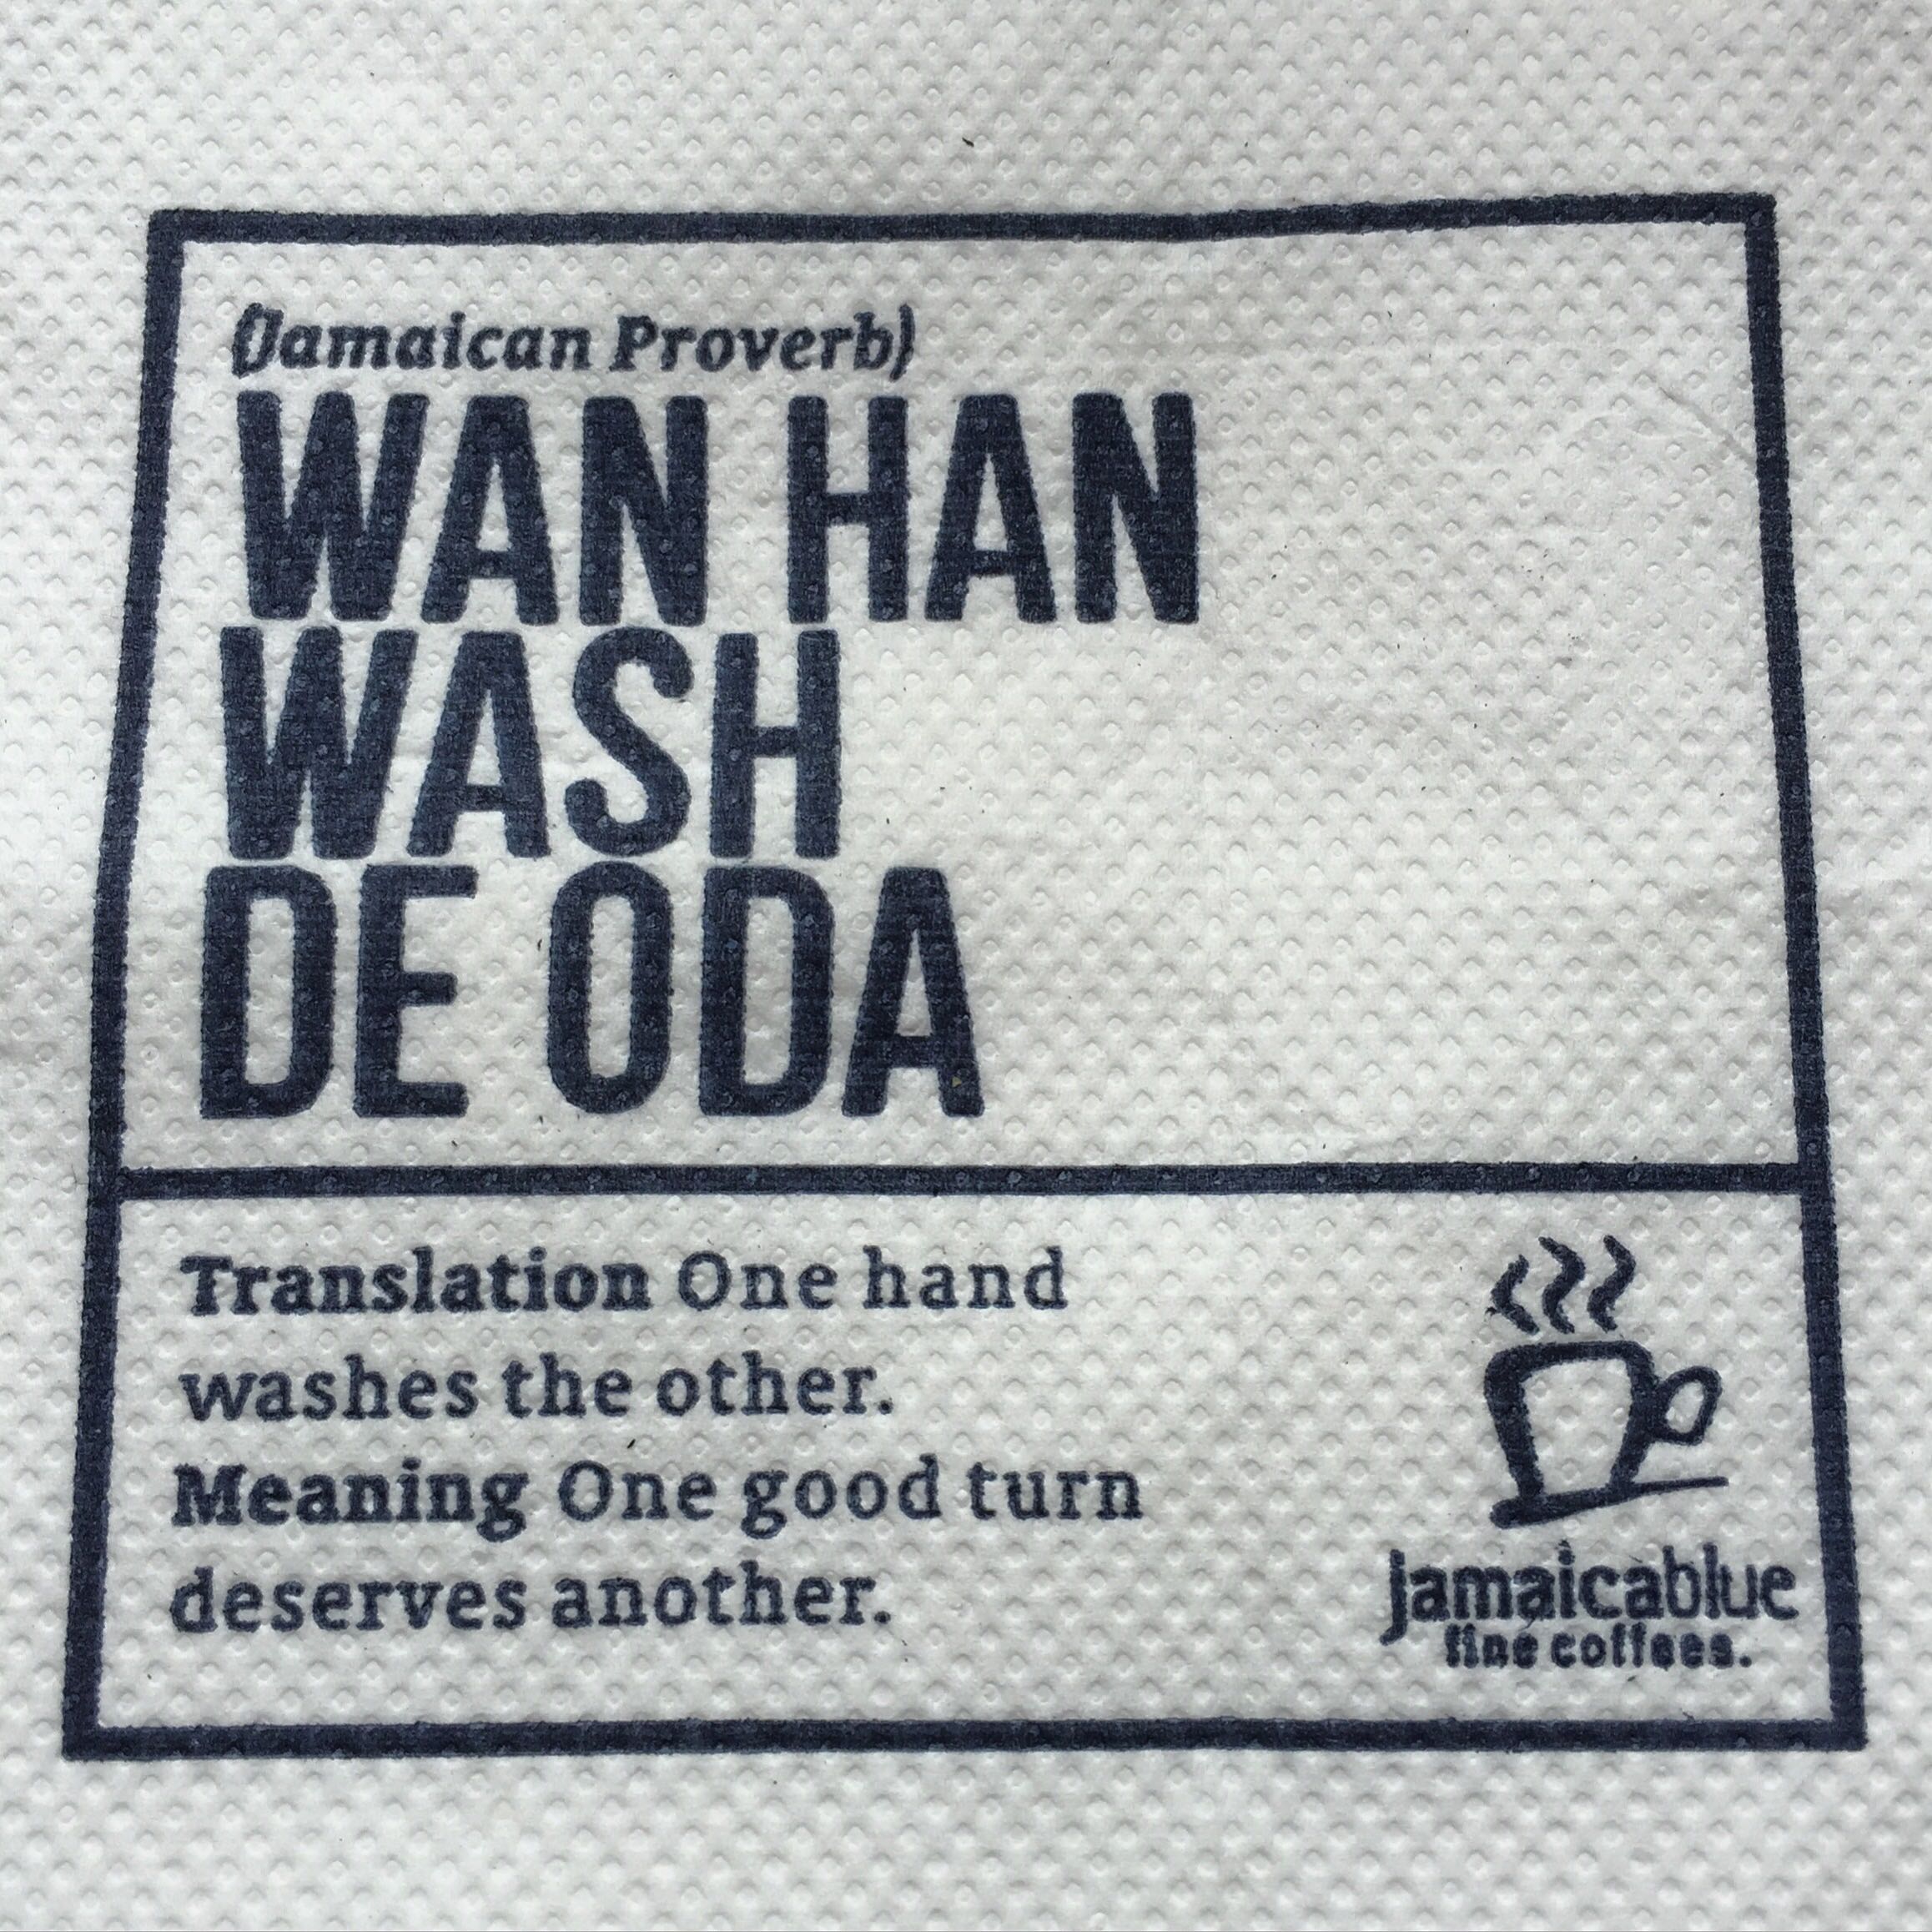 (Jamaican Proverb)
WAN HAN
WASH
DE ODA
Translation One hand
washes the other.
Meaning One good turn
deserves another.
jamaicablue
fine coffees.